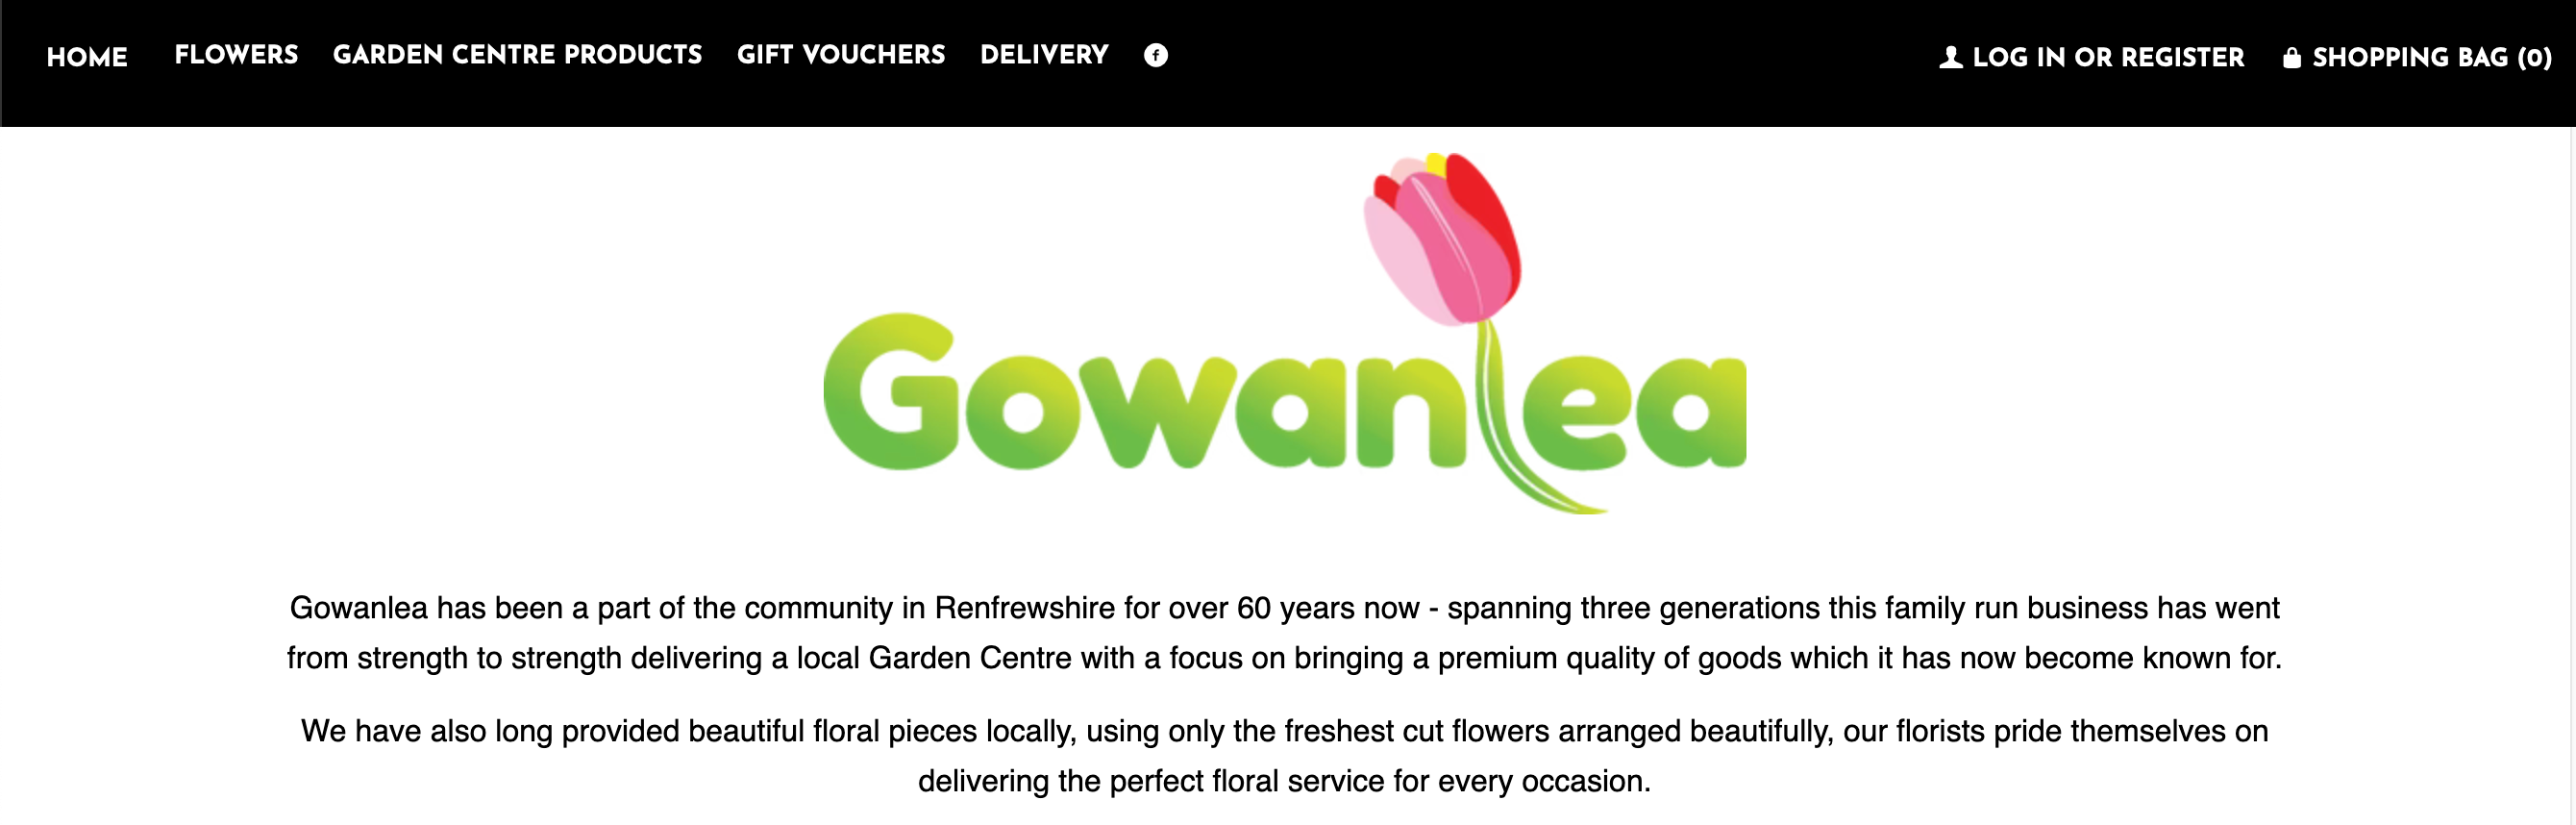 HOME FLOWERS GARDEN CENTRE PRODUCTS GIFT VOUCHERS DELIVERY f LOG IN OR REGISTER SHOPPING BAG (0)
Gowanlea
Gowanlea has been a part of the community in Renfrewshire for over 60 years now - spanning three generations this family run business has went
from strength to strength delivering a local Garden Centre with a focus on bringing a premium quality of goods which it has now become known for.
We have also long provided beautiful floral pieces locally, using only the freshest cut flowers arranged beautifully, our florists pride themselves on
delivering the perfect floral service for every occasion.